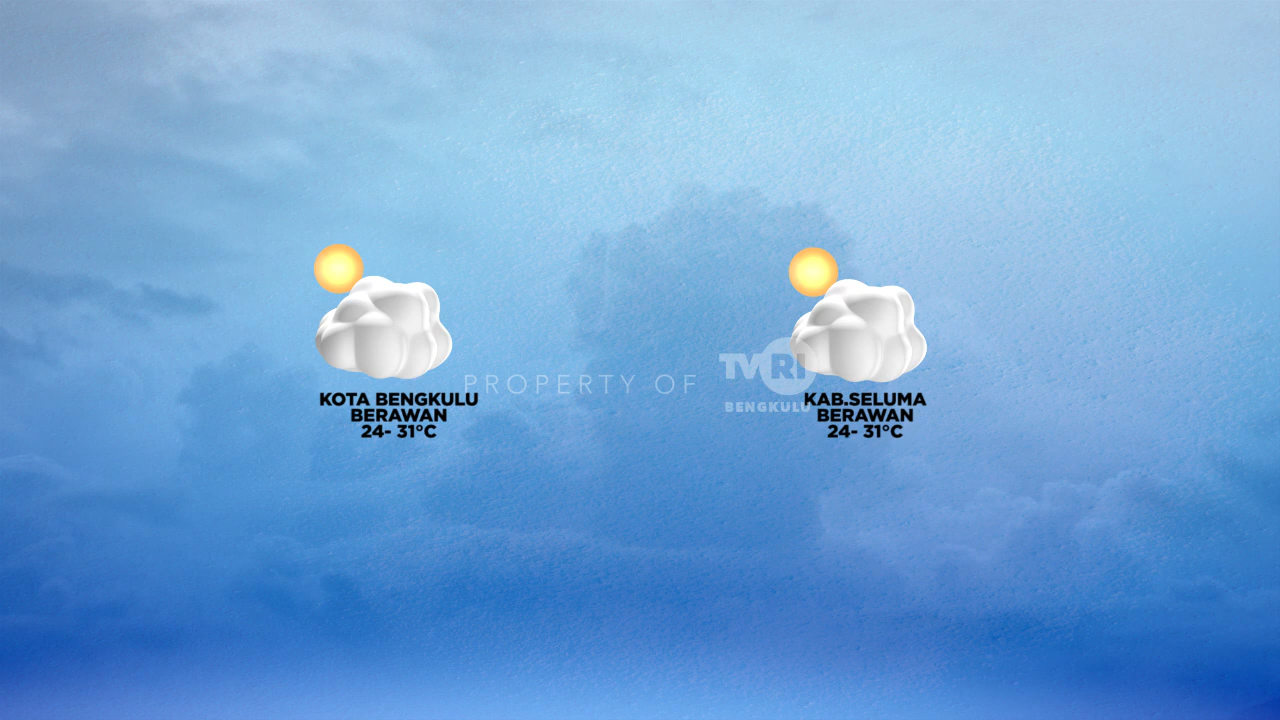 PROPERTY OF
TVRI
BENGKULU
KOTA BENGKULU
BERAWAN
24- 31°C
KAB.SELUMA
BERAWAN
24- 31°C